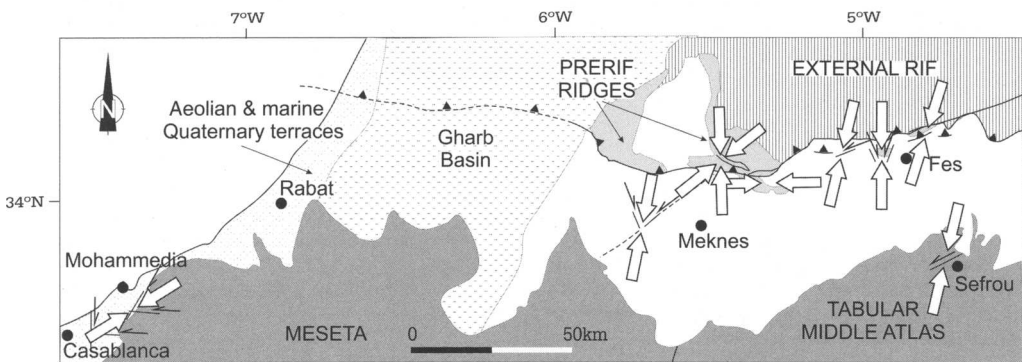 7°W
6°W
5°W
N
PRERIF
RIDGES
EXTERNAL RIF
Aeolian & marine
Quaternary terraces
Gharb
Basin
Fes
Rabat
34°N
Meknes
Mohammedia
Sefrou
TABULAR
MIDDLE ATLAS
MESETA
0 50km
Casablanca